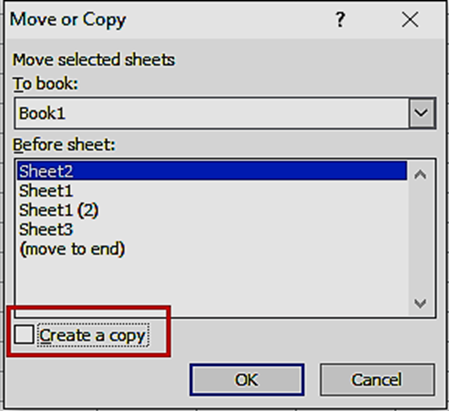 Move or Copy ?
Move selected sheets
To book:
Book1
Before sheet:
Sheet2
Sheet1
Sheet1 (2)
Sheet3
(move to end)
Create a copy
OK Cancel